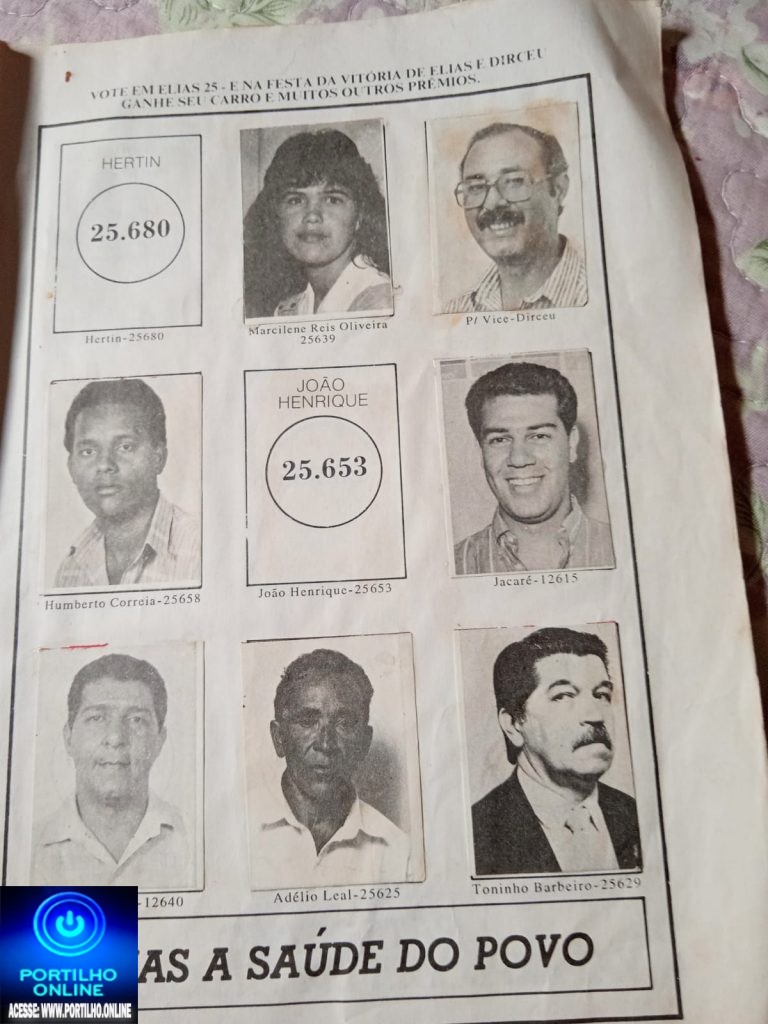 VOTE EM ELIAS 25 - E NA FESTA DA VITÓRIA DE ELIAS E DIRCEU
GANHE SEU CARRO E MUITOS OUTROS PRÊMIOS.
HERTIN
25.680
Hertin-25680
Marcilene Reis Oliveira
25639
P/ Vice-Dirceu
Humberto Correia-25658
JOÃO
HENRIQUE
25.653
João Henrique-25653
Jacaré-12615
-12640
Adélio Leal-25625
Toninho Barbeiro-25629
A SAÚDE DO POVO
PORTILHO
ONLINE
ACESSE: WWW.PORTILHO.ONLINE